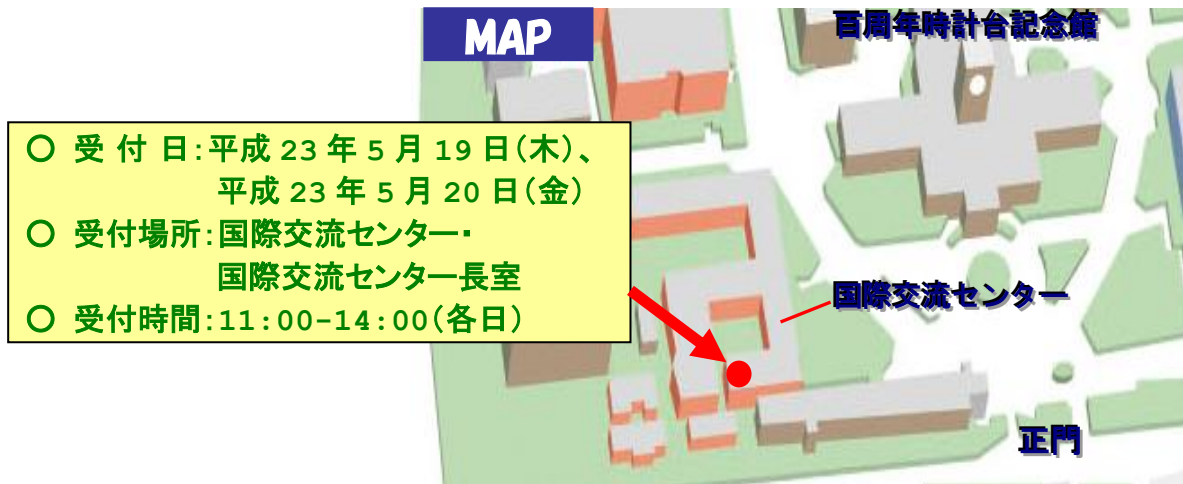 MAP
百周年時計台記念館
○ 受 付 日:平成 23 年 5 月 19 日(木)、
平成 23 年 5 月 20 日(金)
○ 受付場所:国際交流センター・
国際交流センター長室
○ 受付時間:11:00-14:00(各日)
国際交流センター
正門